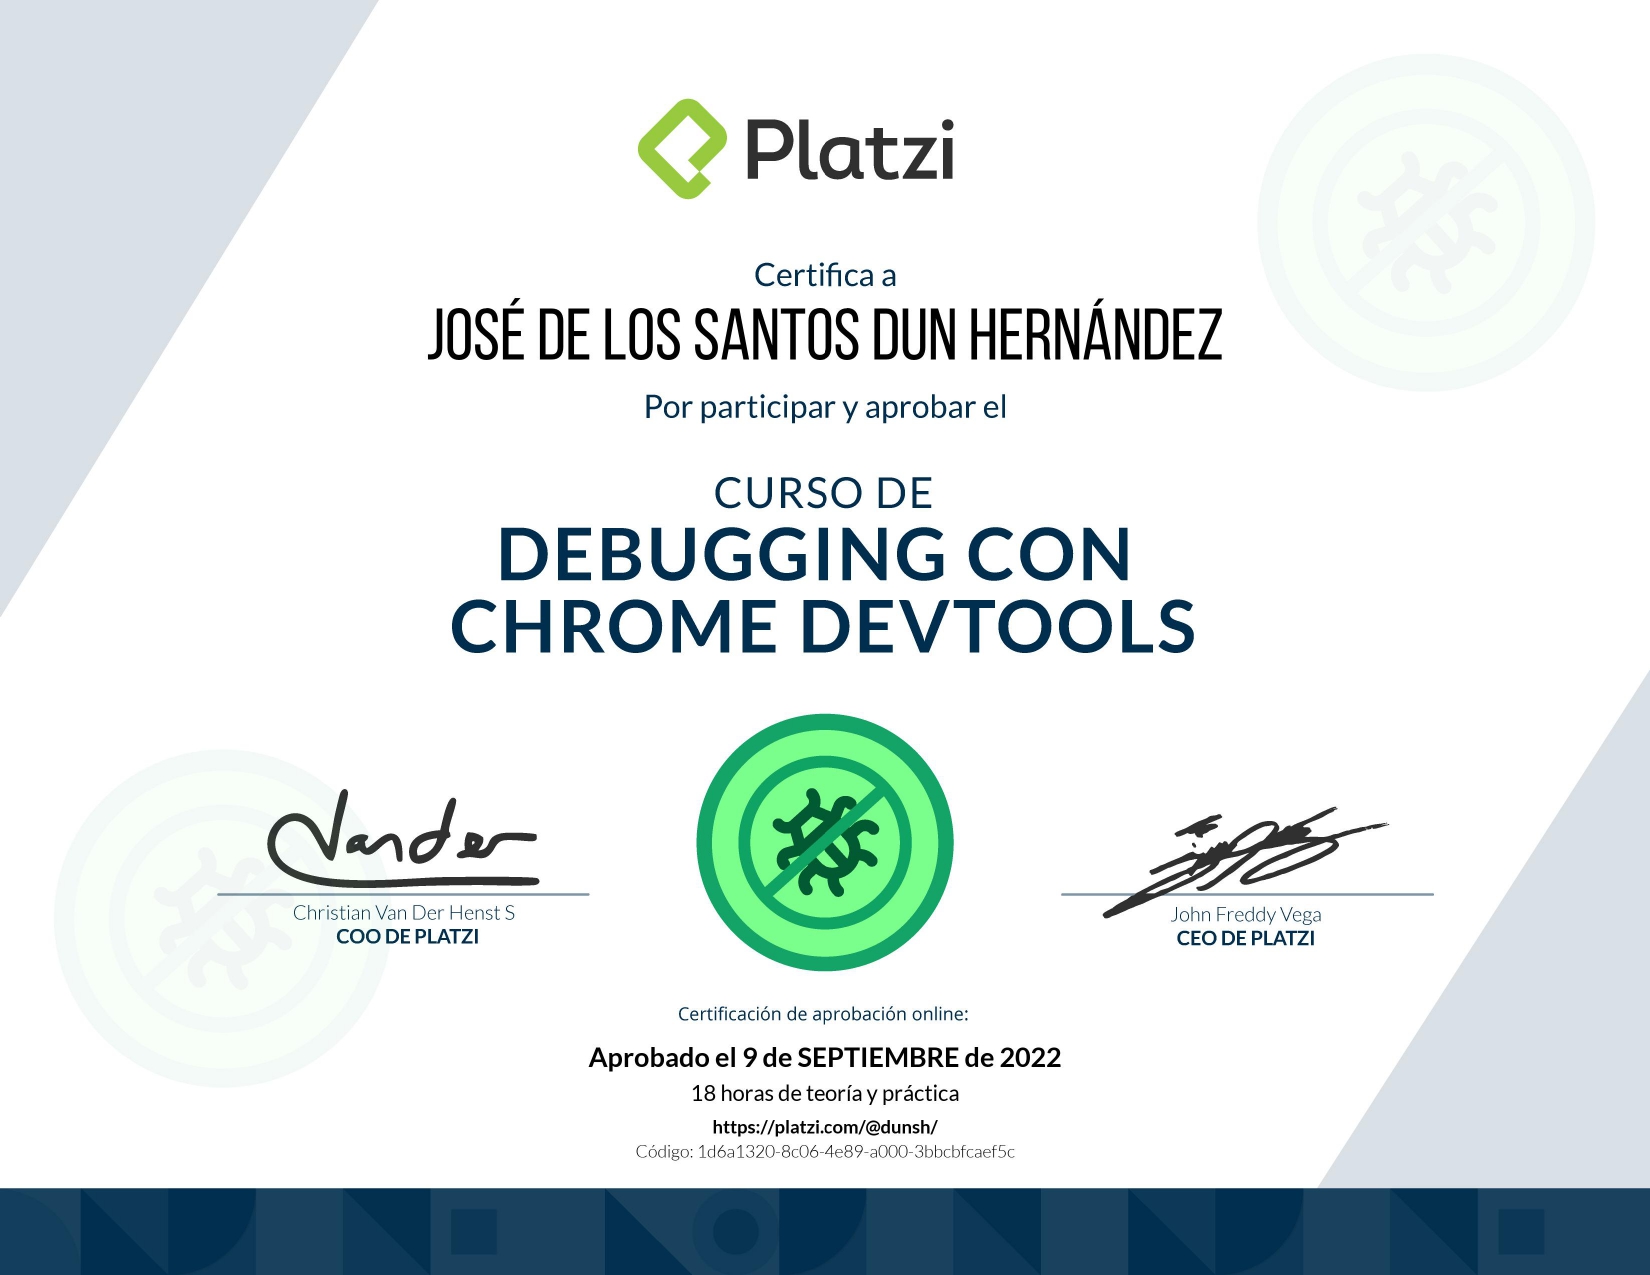 Platzi
Certifica a
JOSÉ DE LOS SANTOS DUN HERNÁNDEZ
Por participar y aprobar el
CURSO DE
DEBUGGING CON
CHROME DEVTOOLS
Vander
Christian Van Der Henst S
COO DE PLATZI
John Freddy Vega
CEO DE PLATZI
Certificación de aprobación online:
Aprobado el 9 de SEPTIEMBRE de 2022
18 horas de teoría y práctica
https://platzi.com/@dunsh/
Código: 1d6a1320-8c06-4e89-a000-3bbcbfcaef5c